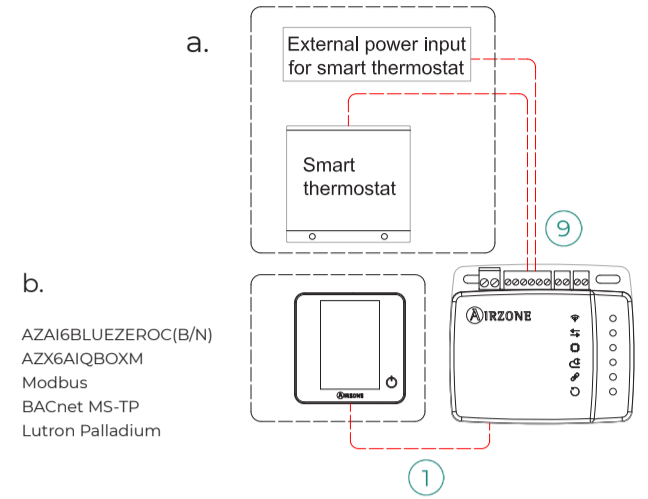 a.
External power input
for smart thermostat
Smart
thermostat
9
b.
AZAI6BLUEZEROC(B/N)
AZX6AIQBOXM
Modbus
BACnet MS-TP
Lutron Palladium
AIRZONE
AIRZONE
1